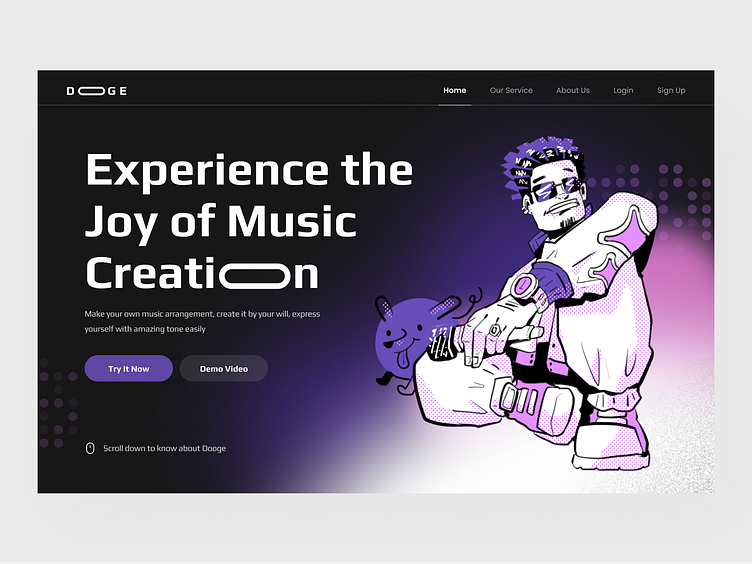 DOOGE
Home
Our Service
About Us
Login
Sign Up
Experience the
Joy of Music
Creation
Make your own music arrangement, create it by your will, express
yourself with amazing tone easily
Try It Now
Demo Video
Scroll down to know about Dooge